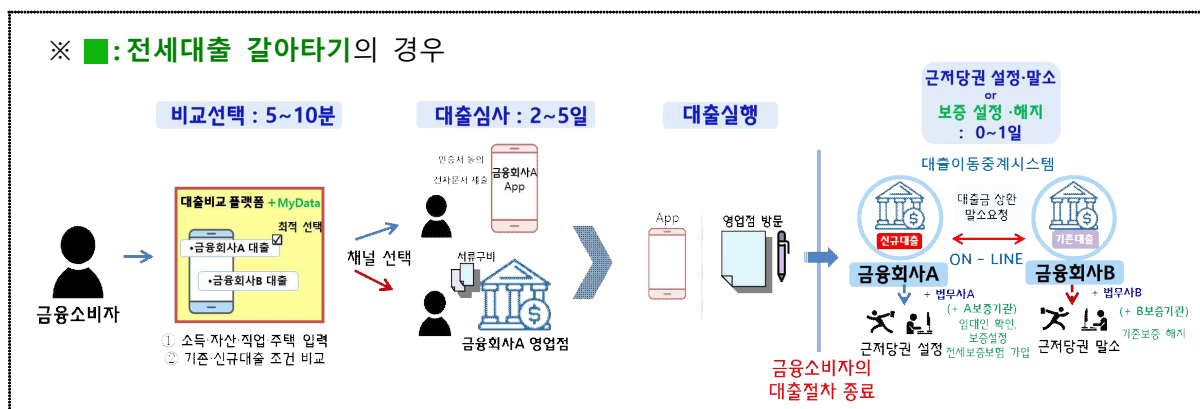 ※ ■ : 전세대출 갈아타기의 경우
비교선택 : 5~10분
대출심사 : 2~5일
대출실행
근저당권 설정·말소
or
보증 설정 ·해지
: 0~1일
금융소비자
대출비교 플랫폼 +MyData
최적 선택
•금융회사A 대출
•금융회사B 대출
① 소득·자산·직업·주택 입력
② 기존·신규대출 조건 비교
채널 선택
인증서 동의
전자문서 제출
금융회사A
App
서류구비
금융회사A 영업점
App
영업점 방문
금융소비자의
대출절차 종료
대출이동중계시스템
신규대출
금융회사A
대출금 상환
말소요청
ON - LINE
기존대출
금융회사B
+ 법무사A
(+ A보증기관)
임대인 확인,
보증설정
전세보증보험 가입
근저당권 설정
+ 법무사B
(+ B보증기관)
기존보증 해지
근저당권 말소